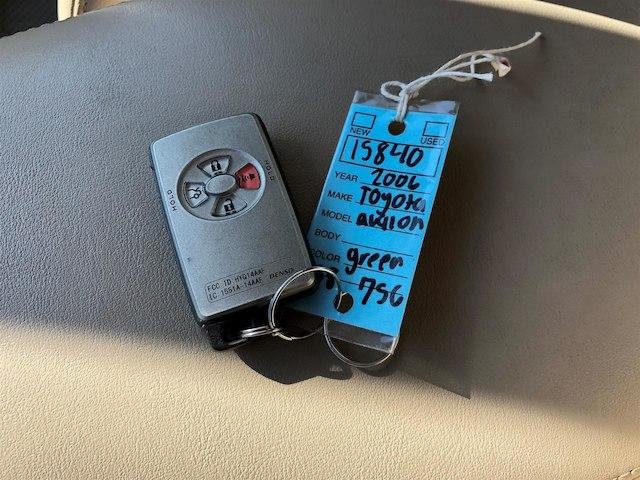 HOLD
HOLD
FCC ID HYQ14AAF
IC 1551A-14AAF DENSO
NEW
USED
15840
YEAR 2006
MAKE TOYOTA
MODEL
BODY
COLOR green
756